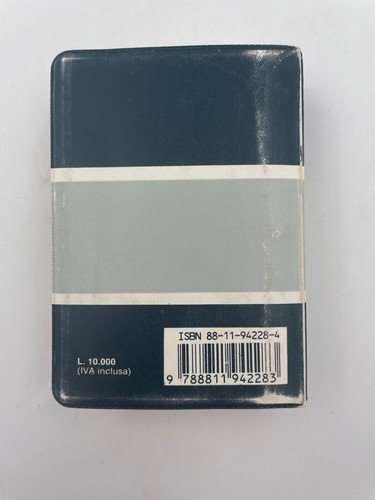 ISBN 88-11-94228-4
L. 10.000
(IVA inclusa)
9 788811 942283